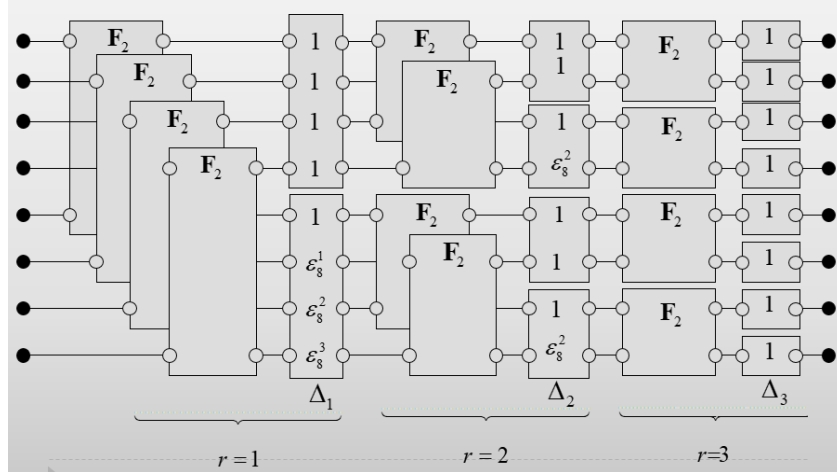 F₂ 1 F₂ 1 F₂ 1
F₂ 1 F₂ 1 1
F₂ 1 1 F₂ 1
F₂ 1 ε₈² 1
1 F₂ 1 F₂ 1
ε₈¹ F₂ 1 1
ε₈² 1 F₂ 1
ε₈³ ε₈² 1
Δ₁ Δ₂ Δ₃
r = 1 r = 2 r=3